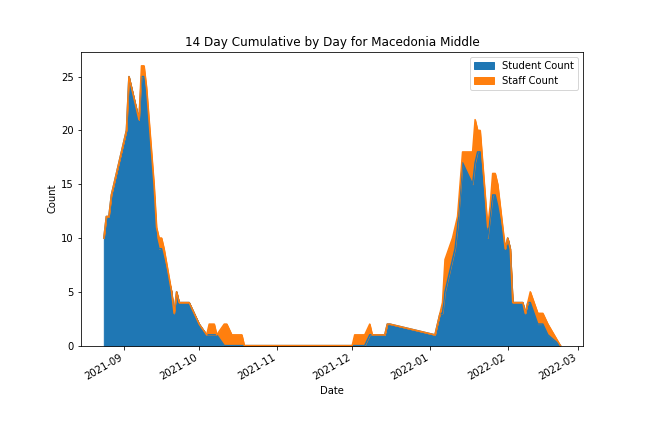 14 Day Cumulative by Day for Macedonia Middle
Student Count
Staff Count
Count
25
20
15
10
5
0
2021-09
2021-10
2021-11
2021-12
2022-01
2022-02
2022-03
Date